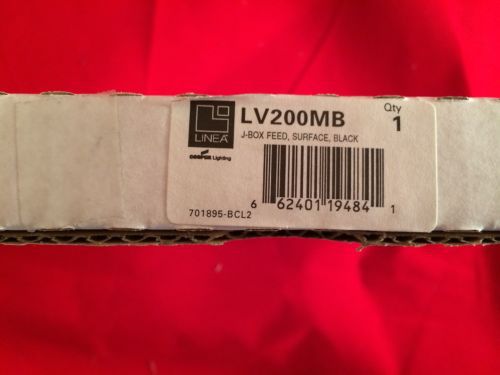 LV200MB
Qty
1
J-BOX FEED, SURFACE, BLACK
LINEA
COOPER Lighting
6 62401 19484 1
701895-BCL2